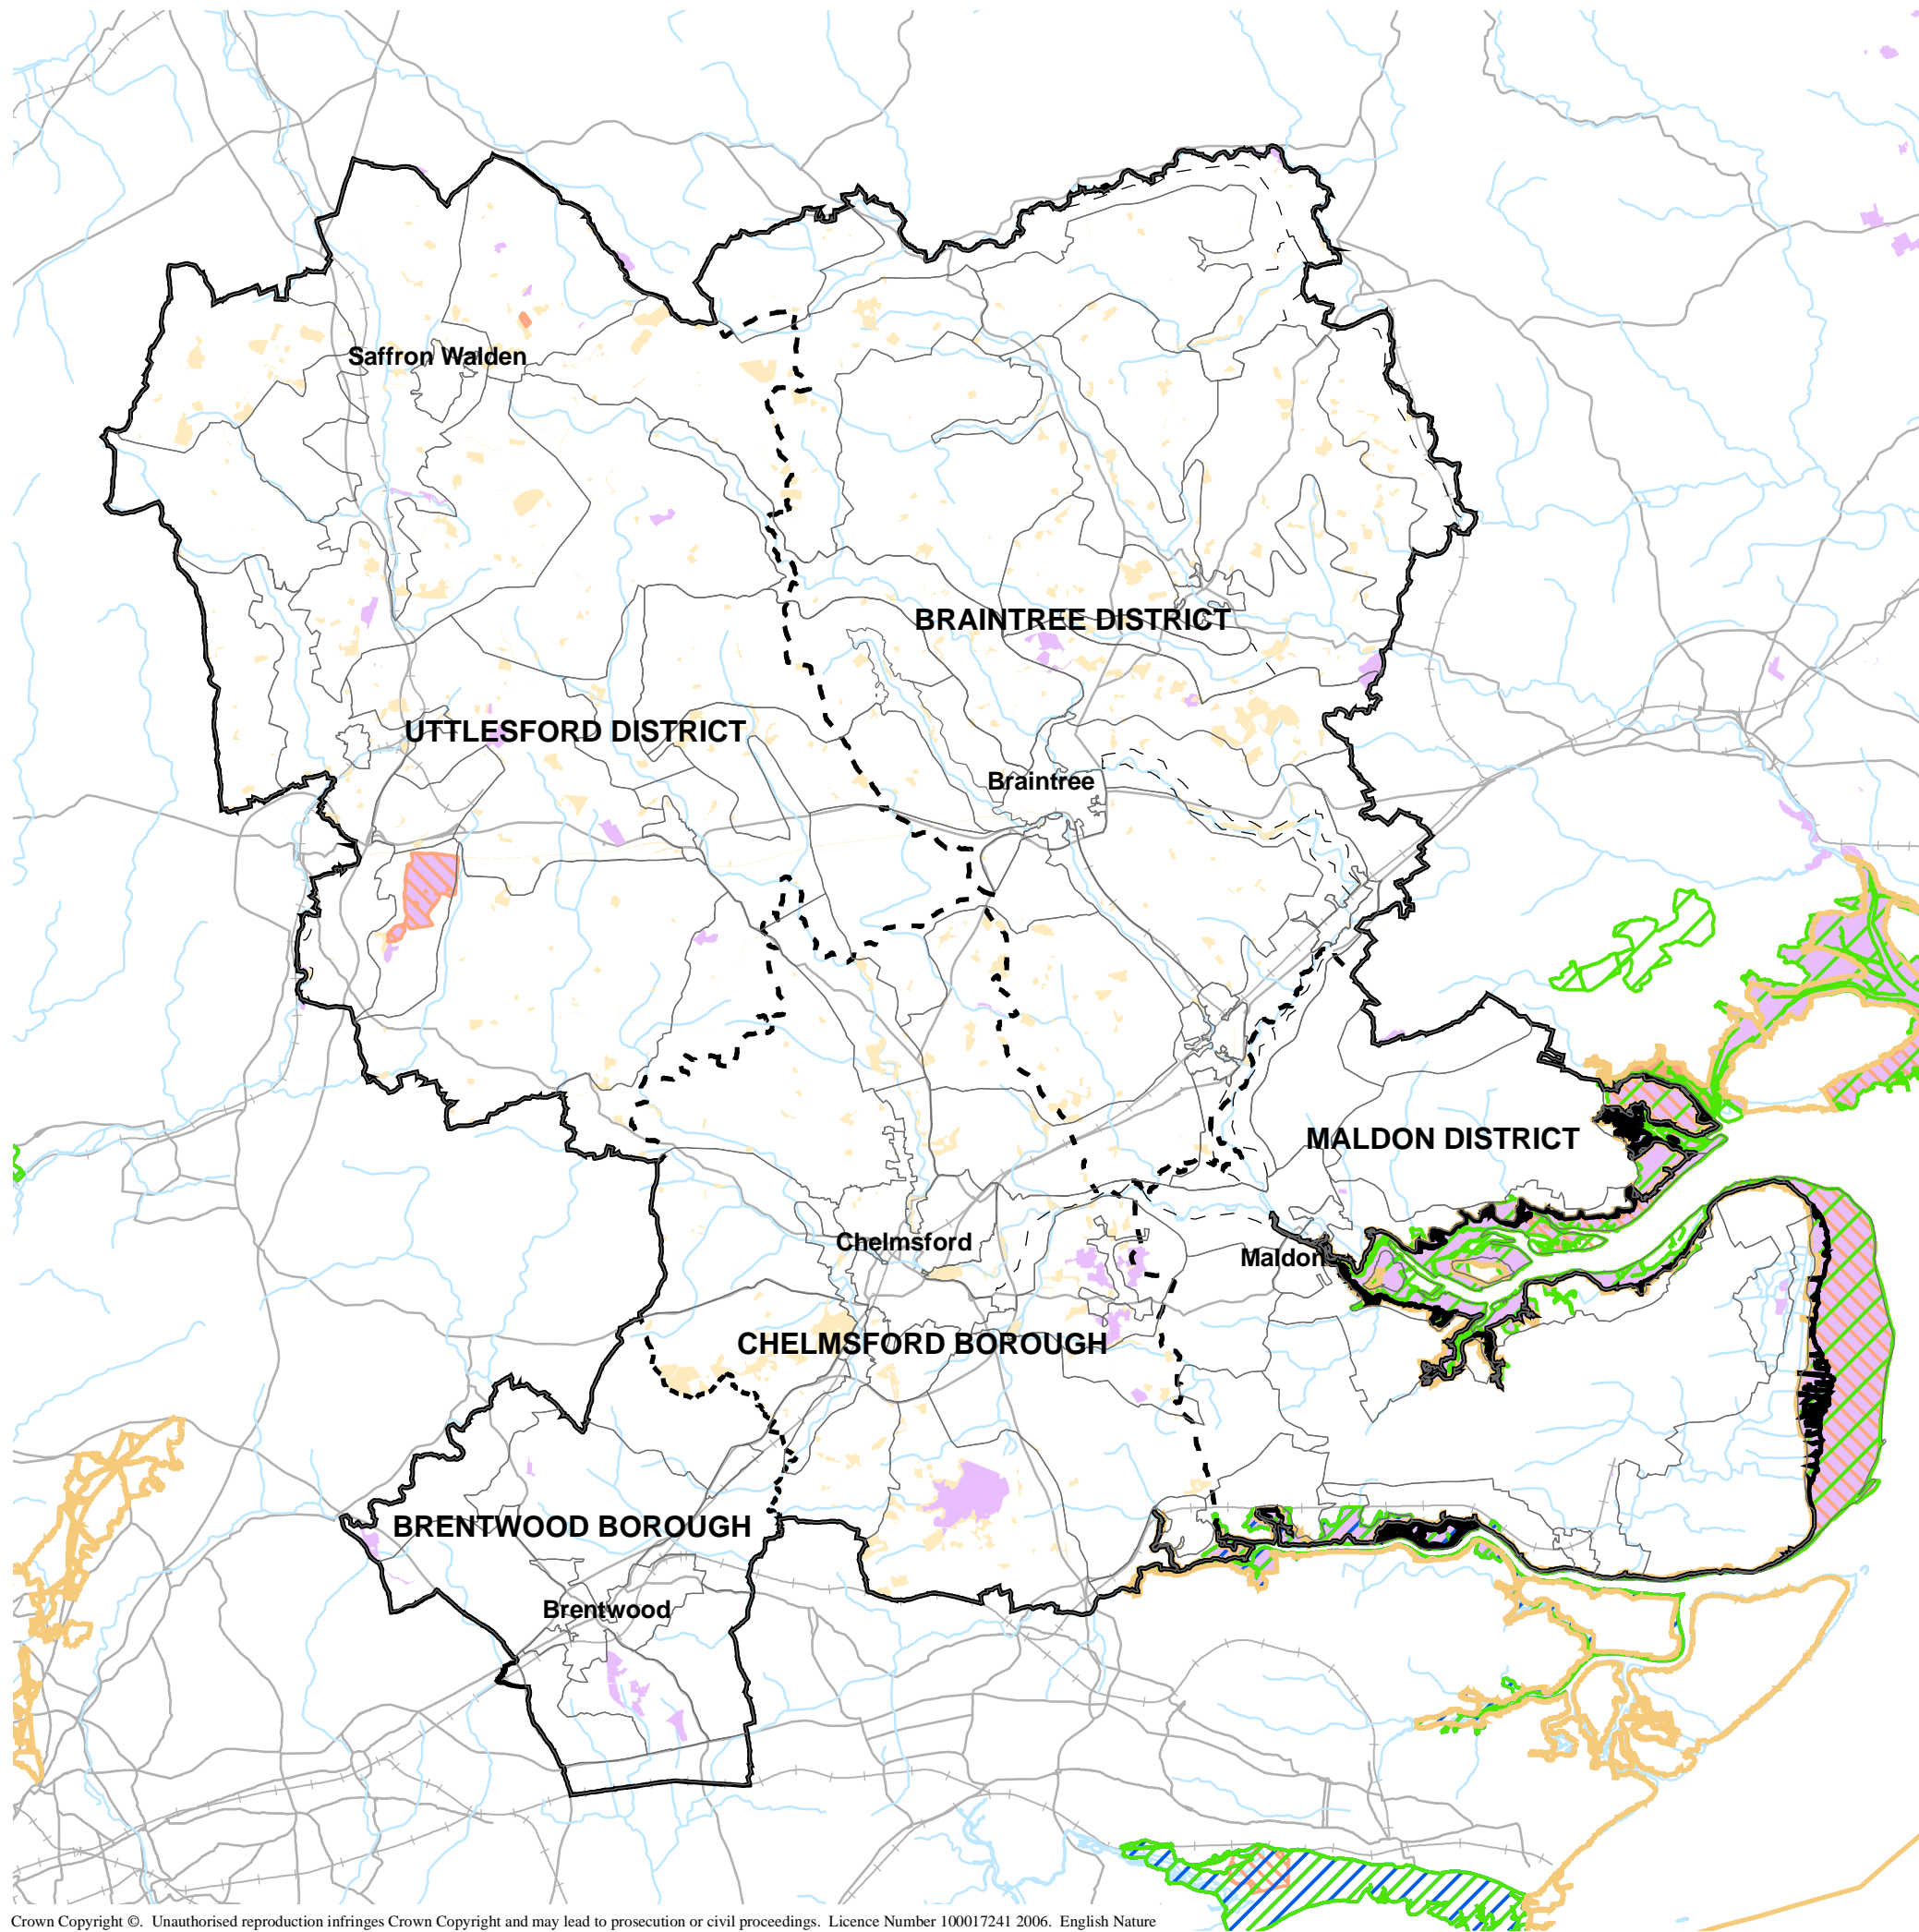 Saffron Walden
BRAINTREE DISTRICT
UTTLESFORD DISTRICT
Braintree
MALDON DISTRICT
Chelmsford
Maldon
CHELMSFORD BOROUGH
BRENTWOOD BOROUGH
Brentwood
Crown Copyright ©. Unauthorised reproduction infringes Crown Copyright and may lead to prosecution or civil proceedings. Licence Number 100017241 2006. English Nature